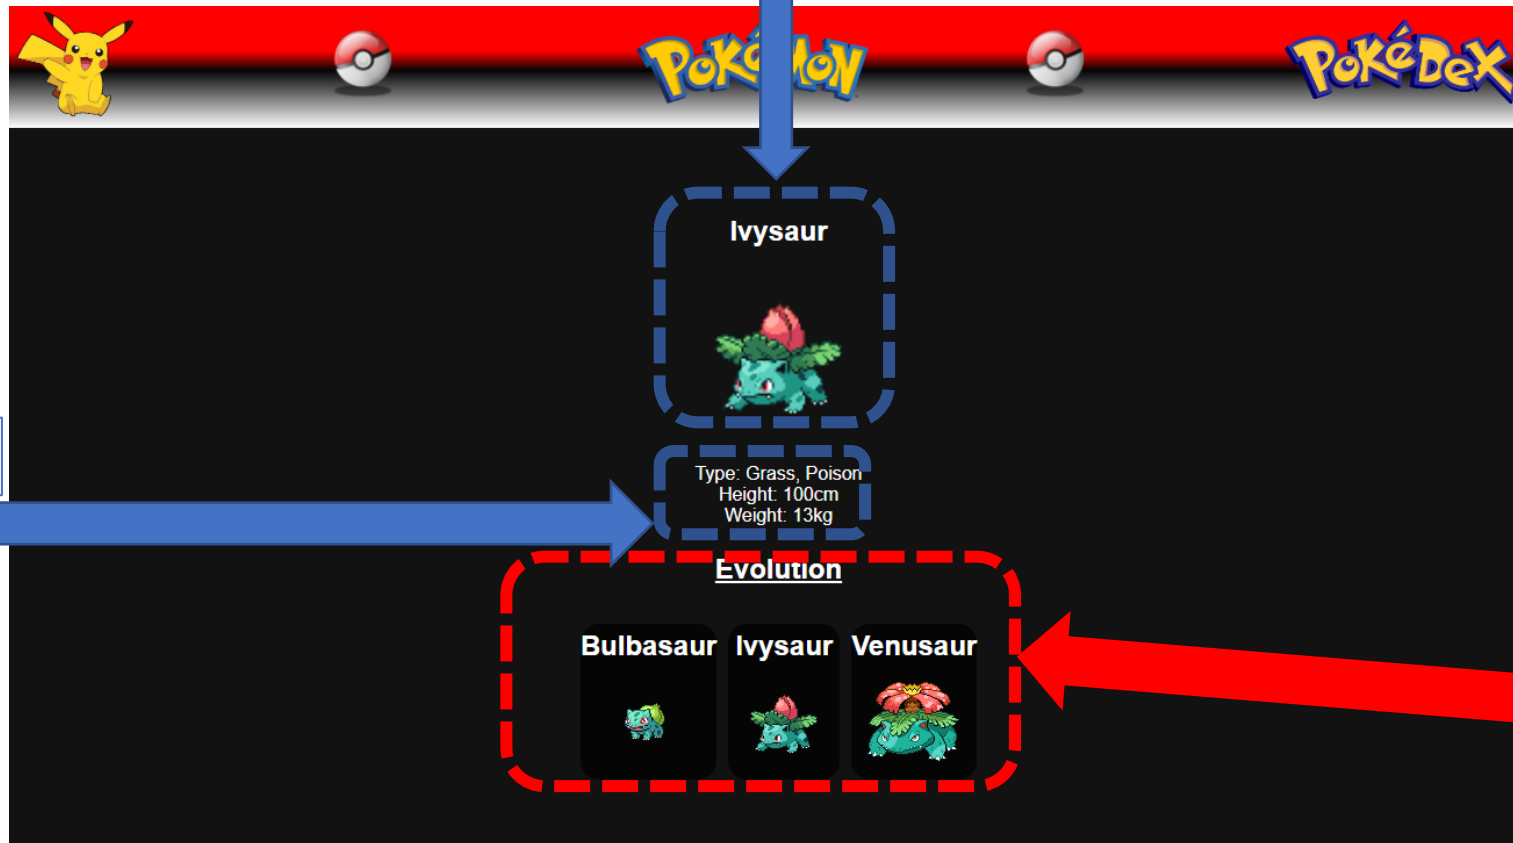 POKéMON
POKéDEX
Ivysaur
Type: Grass, Poison
Height: 100cm
Weight: 13kg
Evolution
Bulbasaur Ivysaur Venusaur